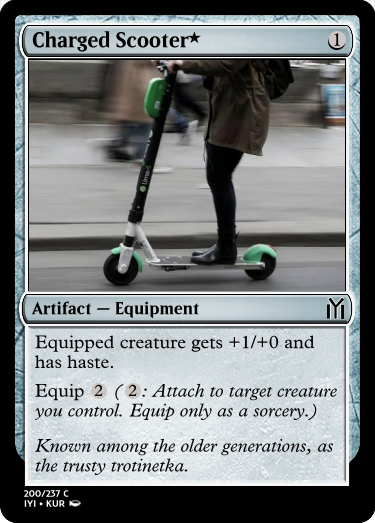 Charged Scooter★ 1
Lime
Artifact — Equipment
Equipped creature gets +1/+0 and
has haste.
Equip 2 (2: Attach to target creature
you control. Equip only as a sorcery.)
Known among the older generations, as
the trusty trotinetka.
200/237 C
IYI • KUR